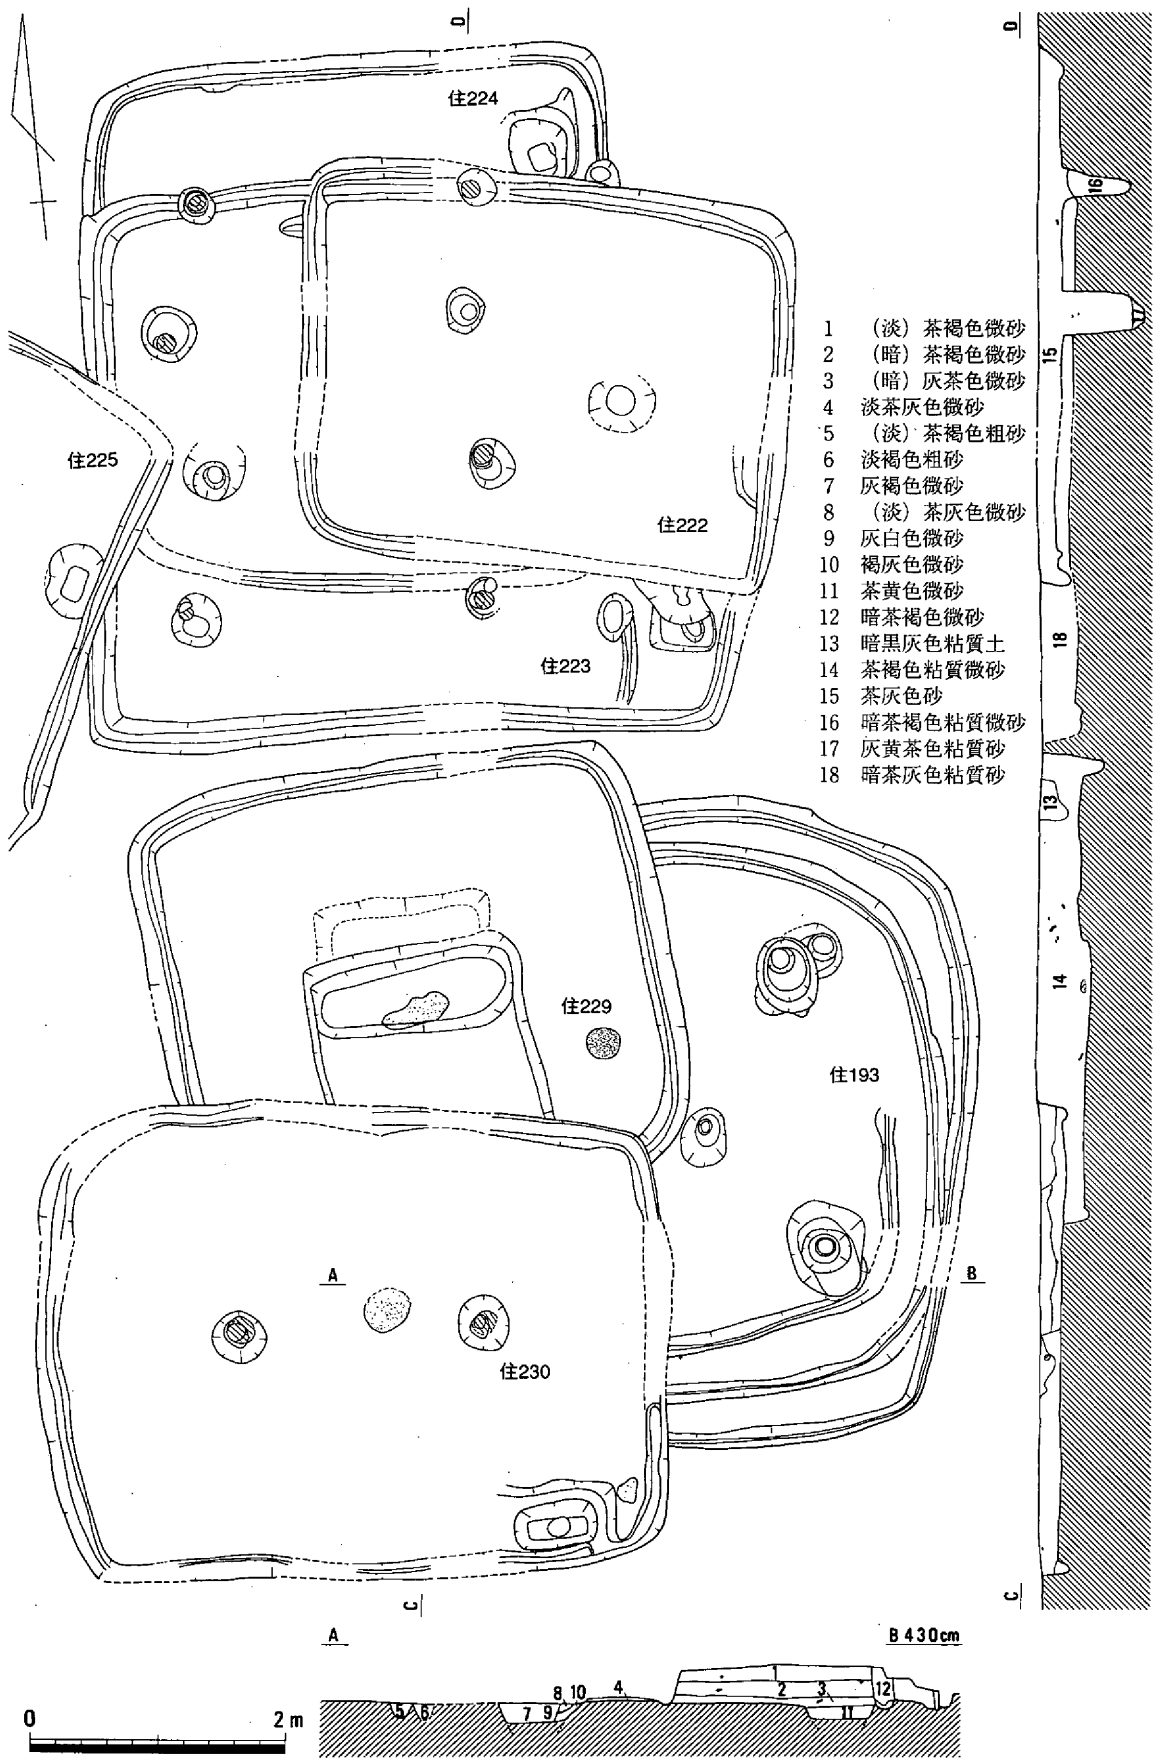 D
D
住224
16
17
15
1 （淡）茶褐色微砂
2 （暗）茶褐色微砂
3 （暗）灰茶色微砂
4 淡茶灰色微砂
5 （淡）茶褐色粗砂
6 淡褐色粗砂
7 灰褐色微砂
8 （淡）茶灰色微砂
9 灰白色微砂
10 褐灰色微砂
11 茶黄色微砂
12 暗茶褐色微砂
13 暗黒灰色粘質土
14 茶褐色粘質微砂
15 茶灰色砂
16 暗茶褐色粘質微砂
17 灰黄茶色粘質砂
18 暗茶灰色粘質砂
住225
住222
住223
18
13
14
住229
住193
A
B
住230
C
C
A
B 430cm
4
8 10
1
2
3
12
5
6
7
9
11
0
2 m